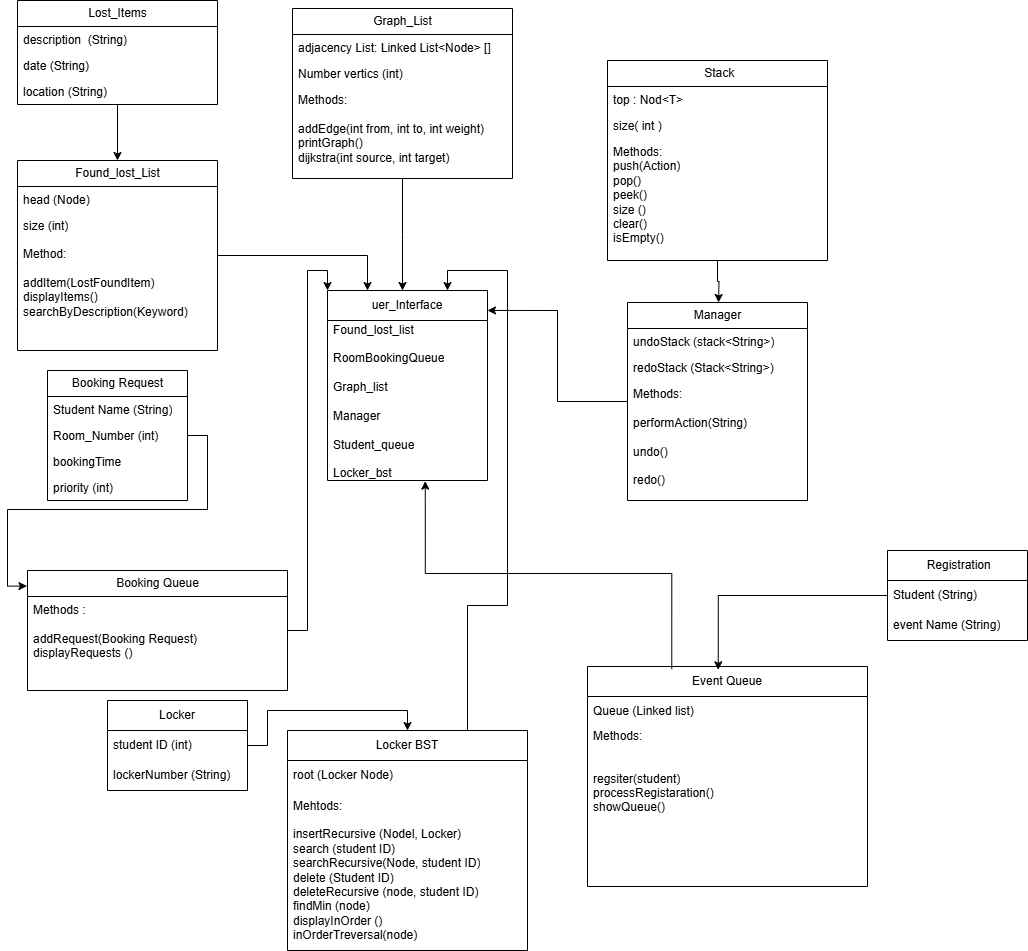 Lost_Items
description  (String)
date (String)
location (String)
Graph_List
adjacency List: Linked List<Node> []
Number vertics (int)
Methods:
addEdge(int from, int to, int weight)
printGraph()
dijkstra(int source, int target)
Stack
top : Nod<T>
size( int )
Methods:
push(Action)
pop()
peek()
size ()
clear()
isEmpty()
Found_lost_List
head (Node)
size (int)
Method:
addItem(LostFoundItem)
displayItems()
searchByDescription(Keyword)
uer_Interface
Found_lost_list
RoomBookingQueue
Graph_list
Manager
Student_queue
Locker_bst
Manager
undoStack (stack<String>)
redoStack (Stack<String>)
Methods:
performAction(String)
undo()
redo()
Booking Request
Student Name (String)
Room_Number (int)
bookingTime
priority (int)
Booking Queue
Methods :
addRequest(Booking Request)
displayRequests ()
Registration
Student (String)
event Name (String)
Event Queue
Queue (Linked list)
Methods:
regsiter(student)
processRegistaration()
showQueue()
Locker
student ID (int)
lockerNumber (String)
Locker BST
root (Locker Node)
Mehtods:
insertRecursive (Nodel, Locker)
search (student ID)
searchRecursive(Node, student ID)
delete (Student ID)
deleteRecursive (node, student ID)
findMin (node)
displayInOrder ()
inOrderTreversal(node)